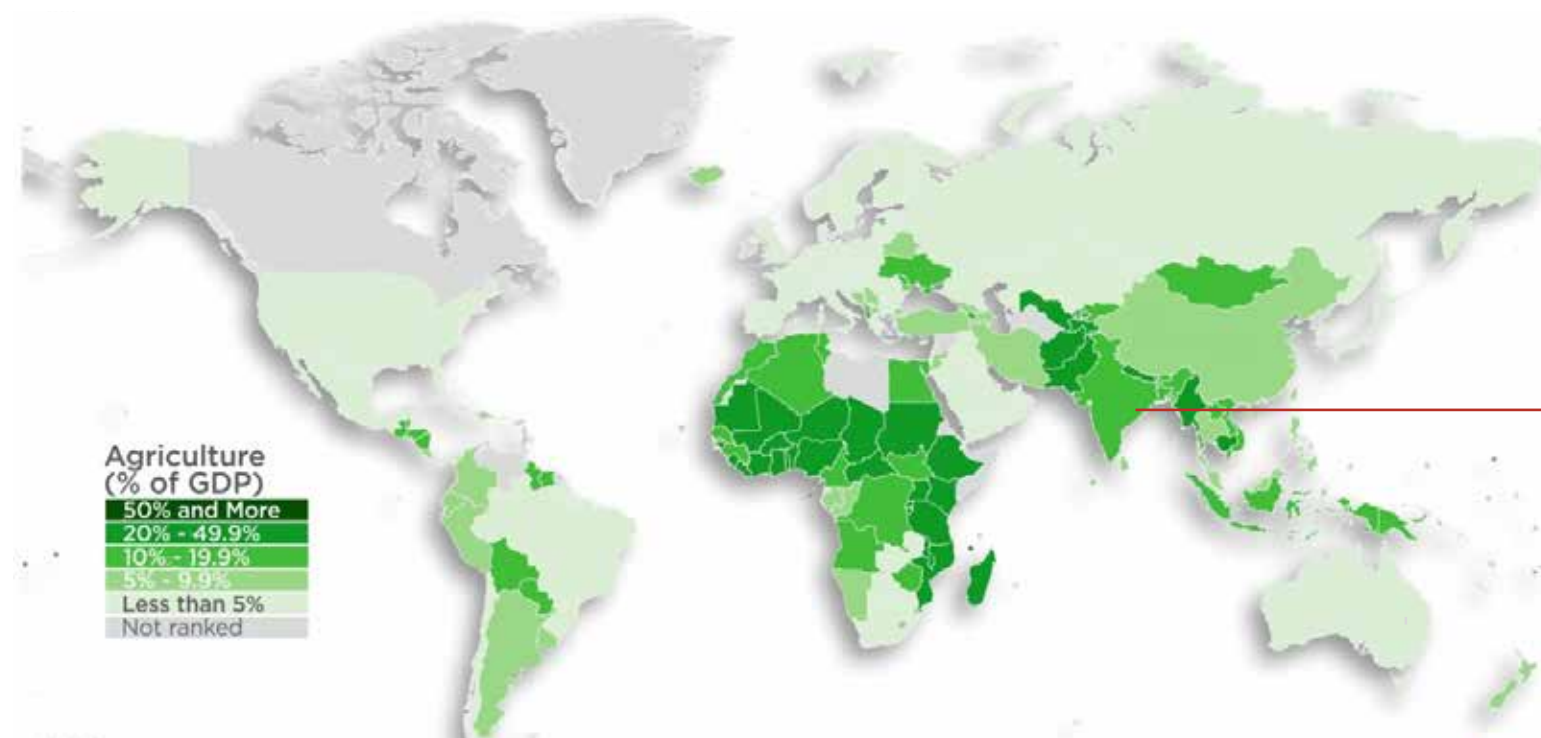 Agriculture
(% of GDP)
50% and More
20% - 49.9%
10% - 19.9%
5% - 9.9%
Less than 5%
Not ranked